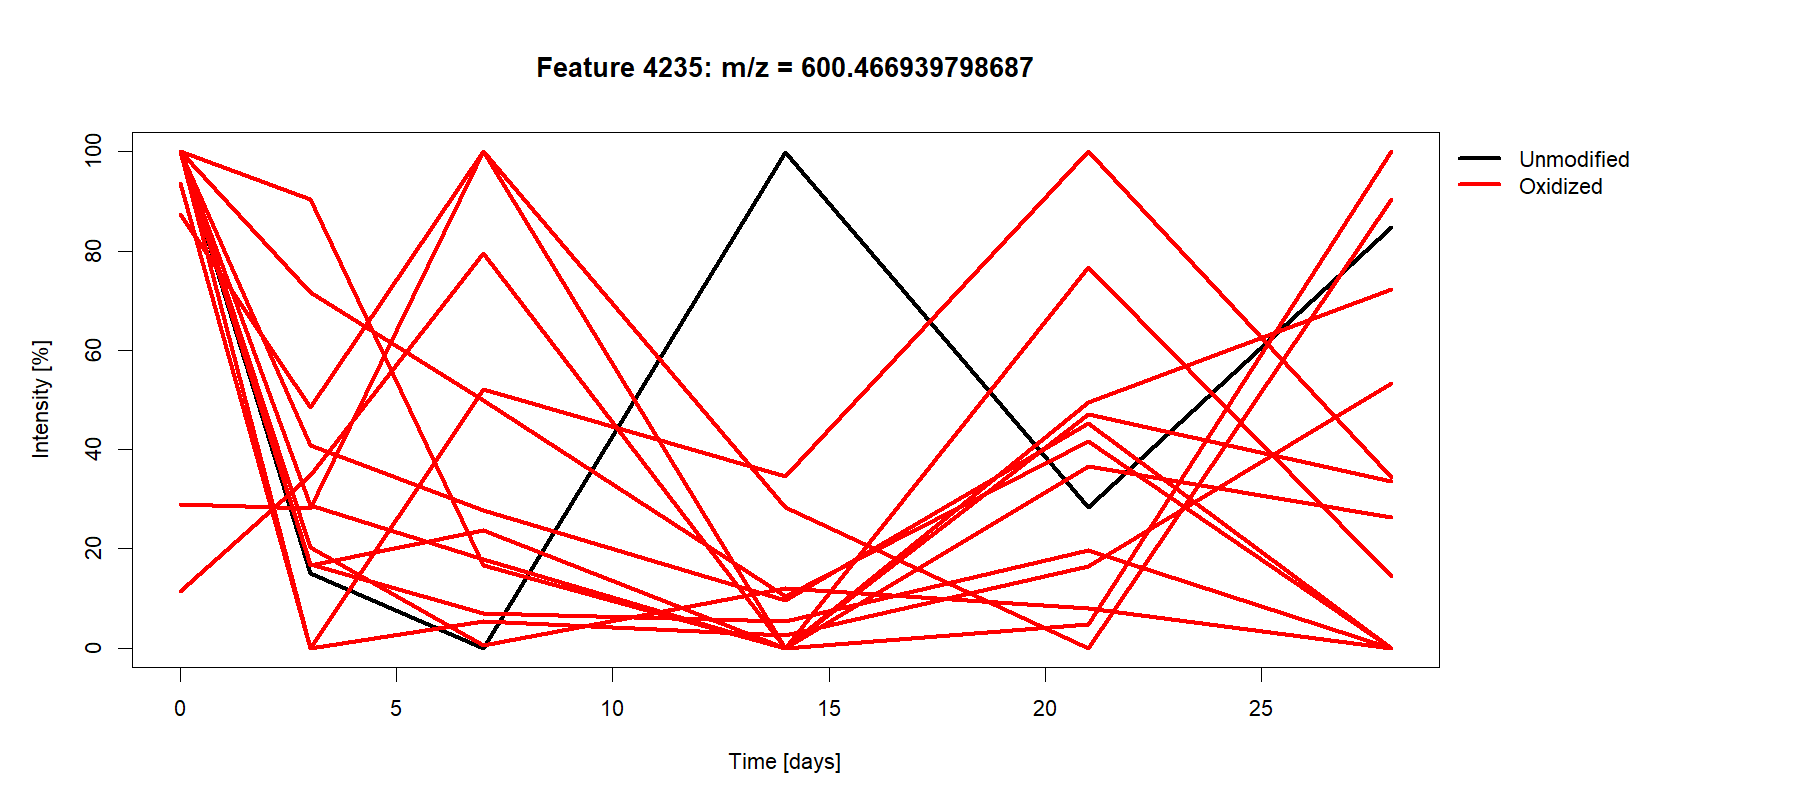 Feature 4235: m/z = 600.466939798687
Unmodified
Oxidized
Intensity [%]
100
80
60
40
20
0
0 5 10 15 20 25
Time [days]